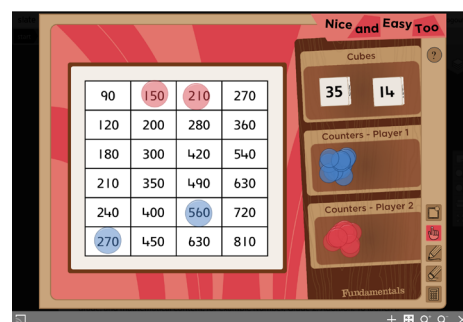 Nice and Easy Too
Cubes
35 14
90 150 210 270
120 200 280 360
180 300 420 540
210 350 490 630
240 400 560 720
270 450 630 810
Counters - Player 1
Counters - Player 2
Fundamentals
?